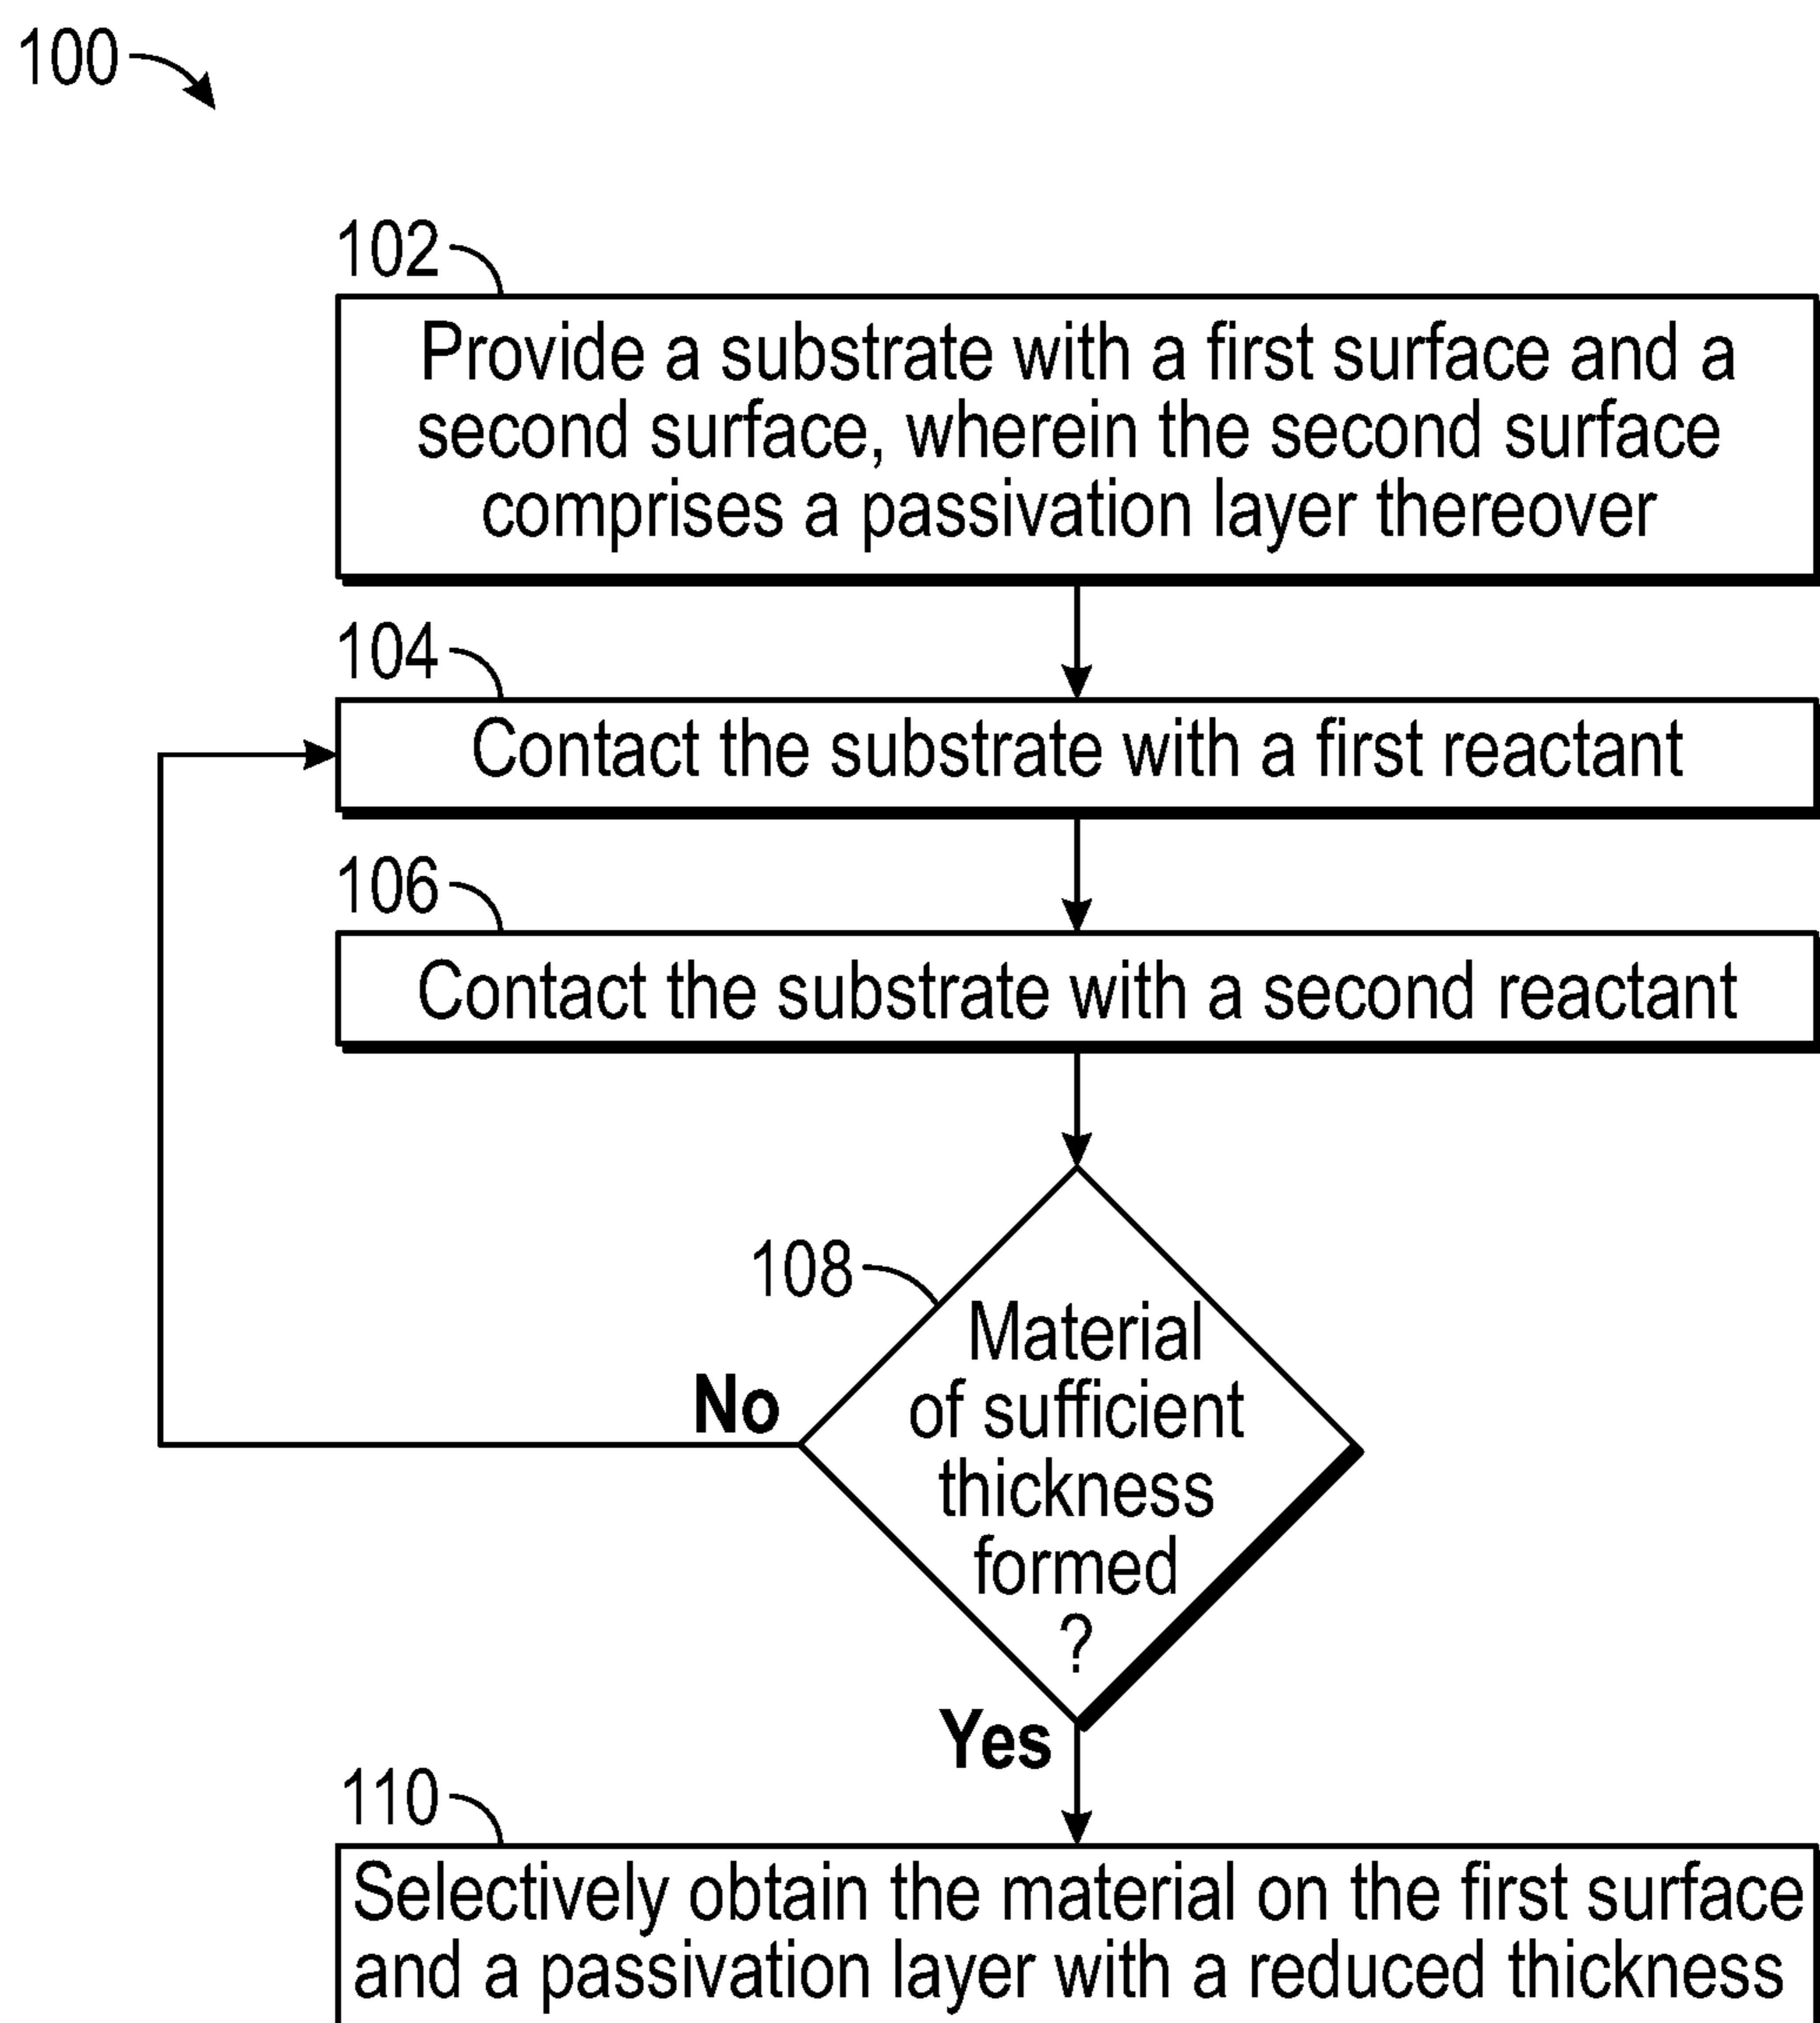 100
102
Provide a substrate with a first surface and a
second surface, wherein the second surface
comprises a passivation layer thereover
104
Contact the substrate with a first reactant
106
Contact the substrate with a second reactant
108
Material
of sufficient
thickness
formed
?
No
Yes
110
Selectively obtain the material on the first surface
and a passivation layer with a reduced thickness